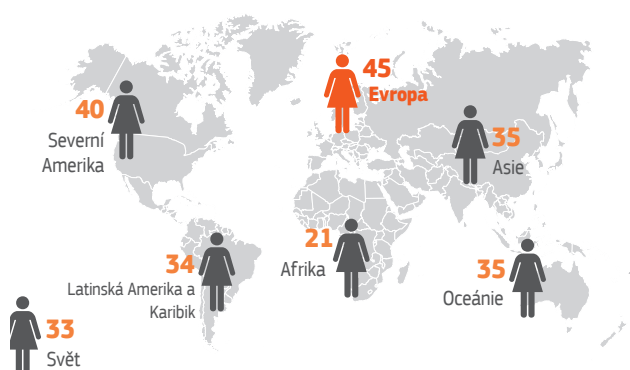 45
Evropa
40
Severní
Amerika
35
Asie
21
Afrika
34
Latinská Amerika a
Karibik
35
Oceánie
33
Svět